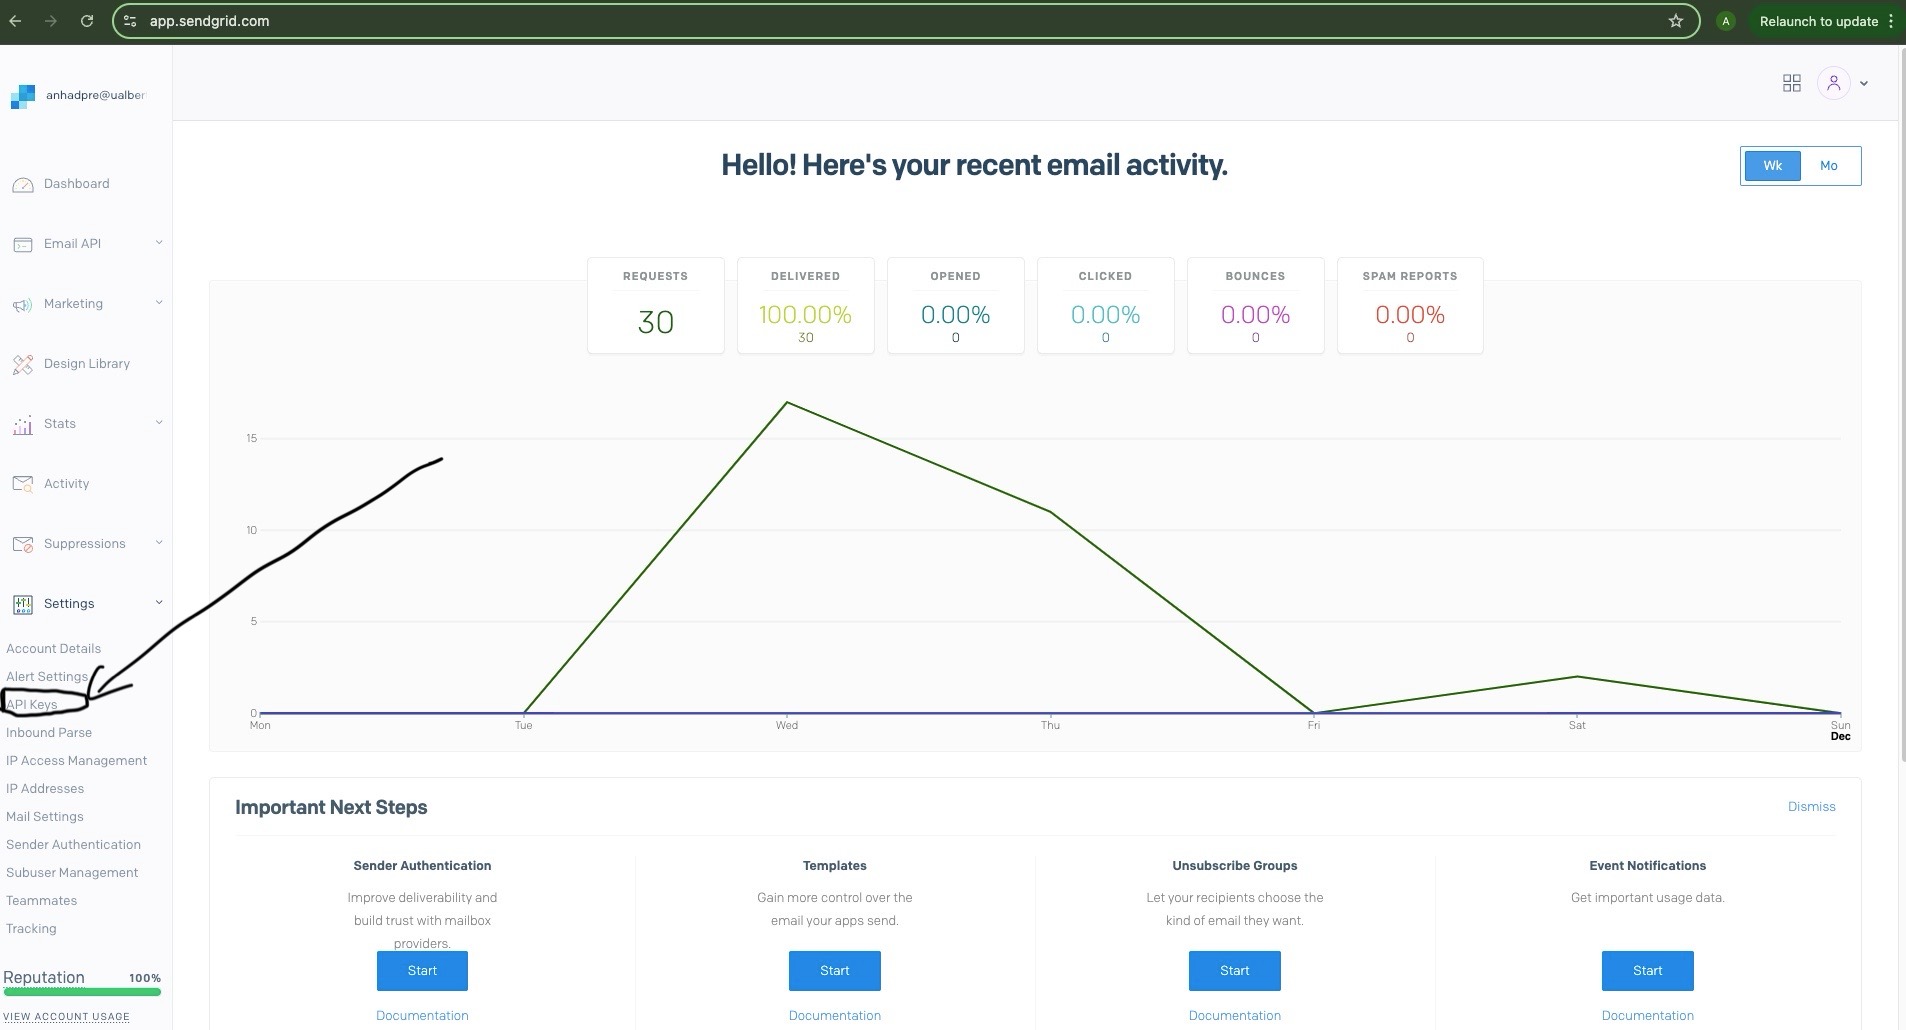 app.sendgrid.com
A
Relaunch to update
anhadpre@ualber
Dashboard
Email API
Marketing
Design Library
Stats
Activity
Suppressions
Settings
Account Details
Alert Settings
API Keys
Inbound Parse
IP Access Management
IP Addresses
Mail Settings
Sender Authentication
Subuser Management
Teammates
Tracking
Reputation 100%
VIEW ACCOUNT USAGE
Hello! Here's your recent email activity.
Wk Mo
REQUESTS
30
DELIVERED
100.00%
30
OPENED
0.00%
0
CLICKED
0.00%
0
BOUNCES
0.00%
0
SPAM REPORTS
0.00%
0
15
10
5
0
Mon Tue Wed Thu Fri Sat Sun
Dec
Important Next Steps
Dismiss
Sender Authentication
Improve deliverability and
build trust with mailbox
providers.
Start
Documentation
Templates
Gain more control over the
email your apps send.
Start
Documentation
Unsubscribe Groups
Let your recipients choose the
kind of email they want.
Start
Documentation
Event Notifications
Get important usage data.
Start
Documentation